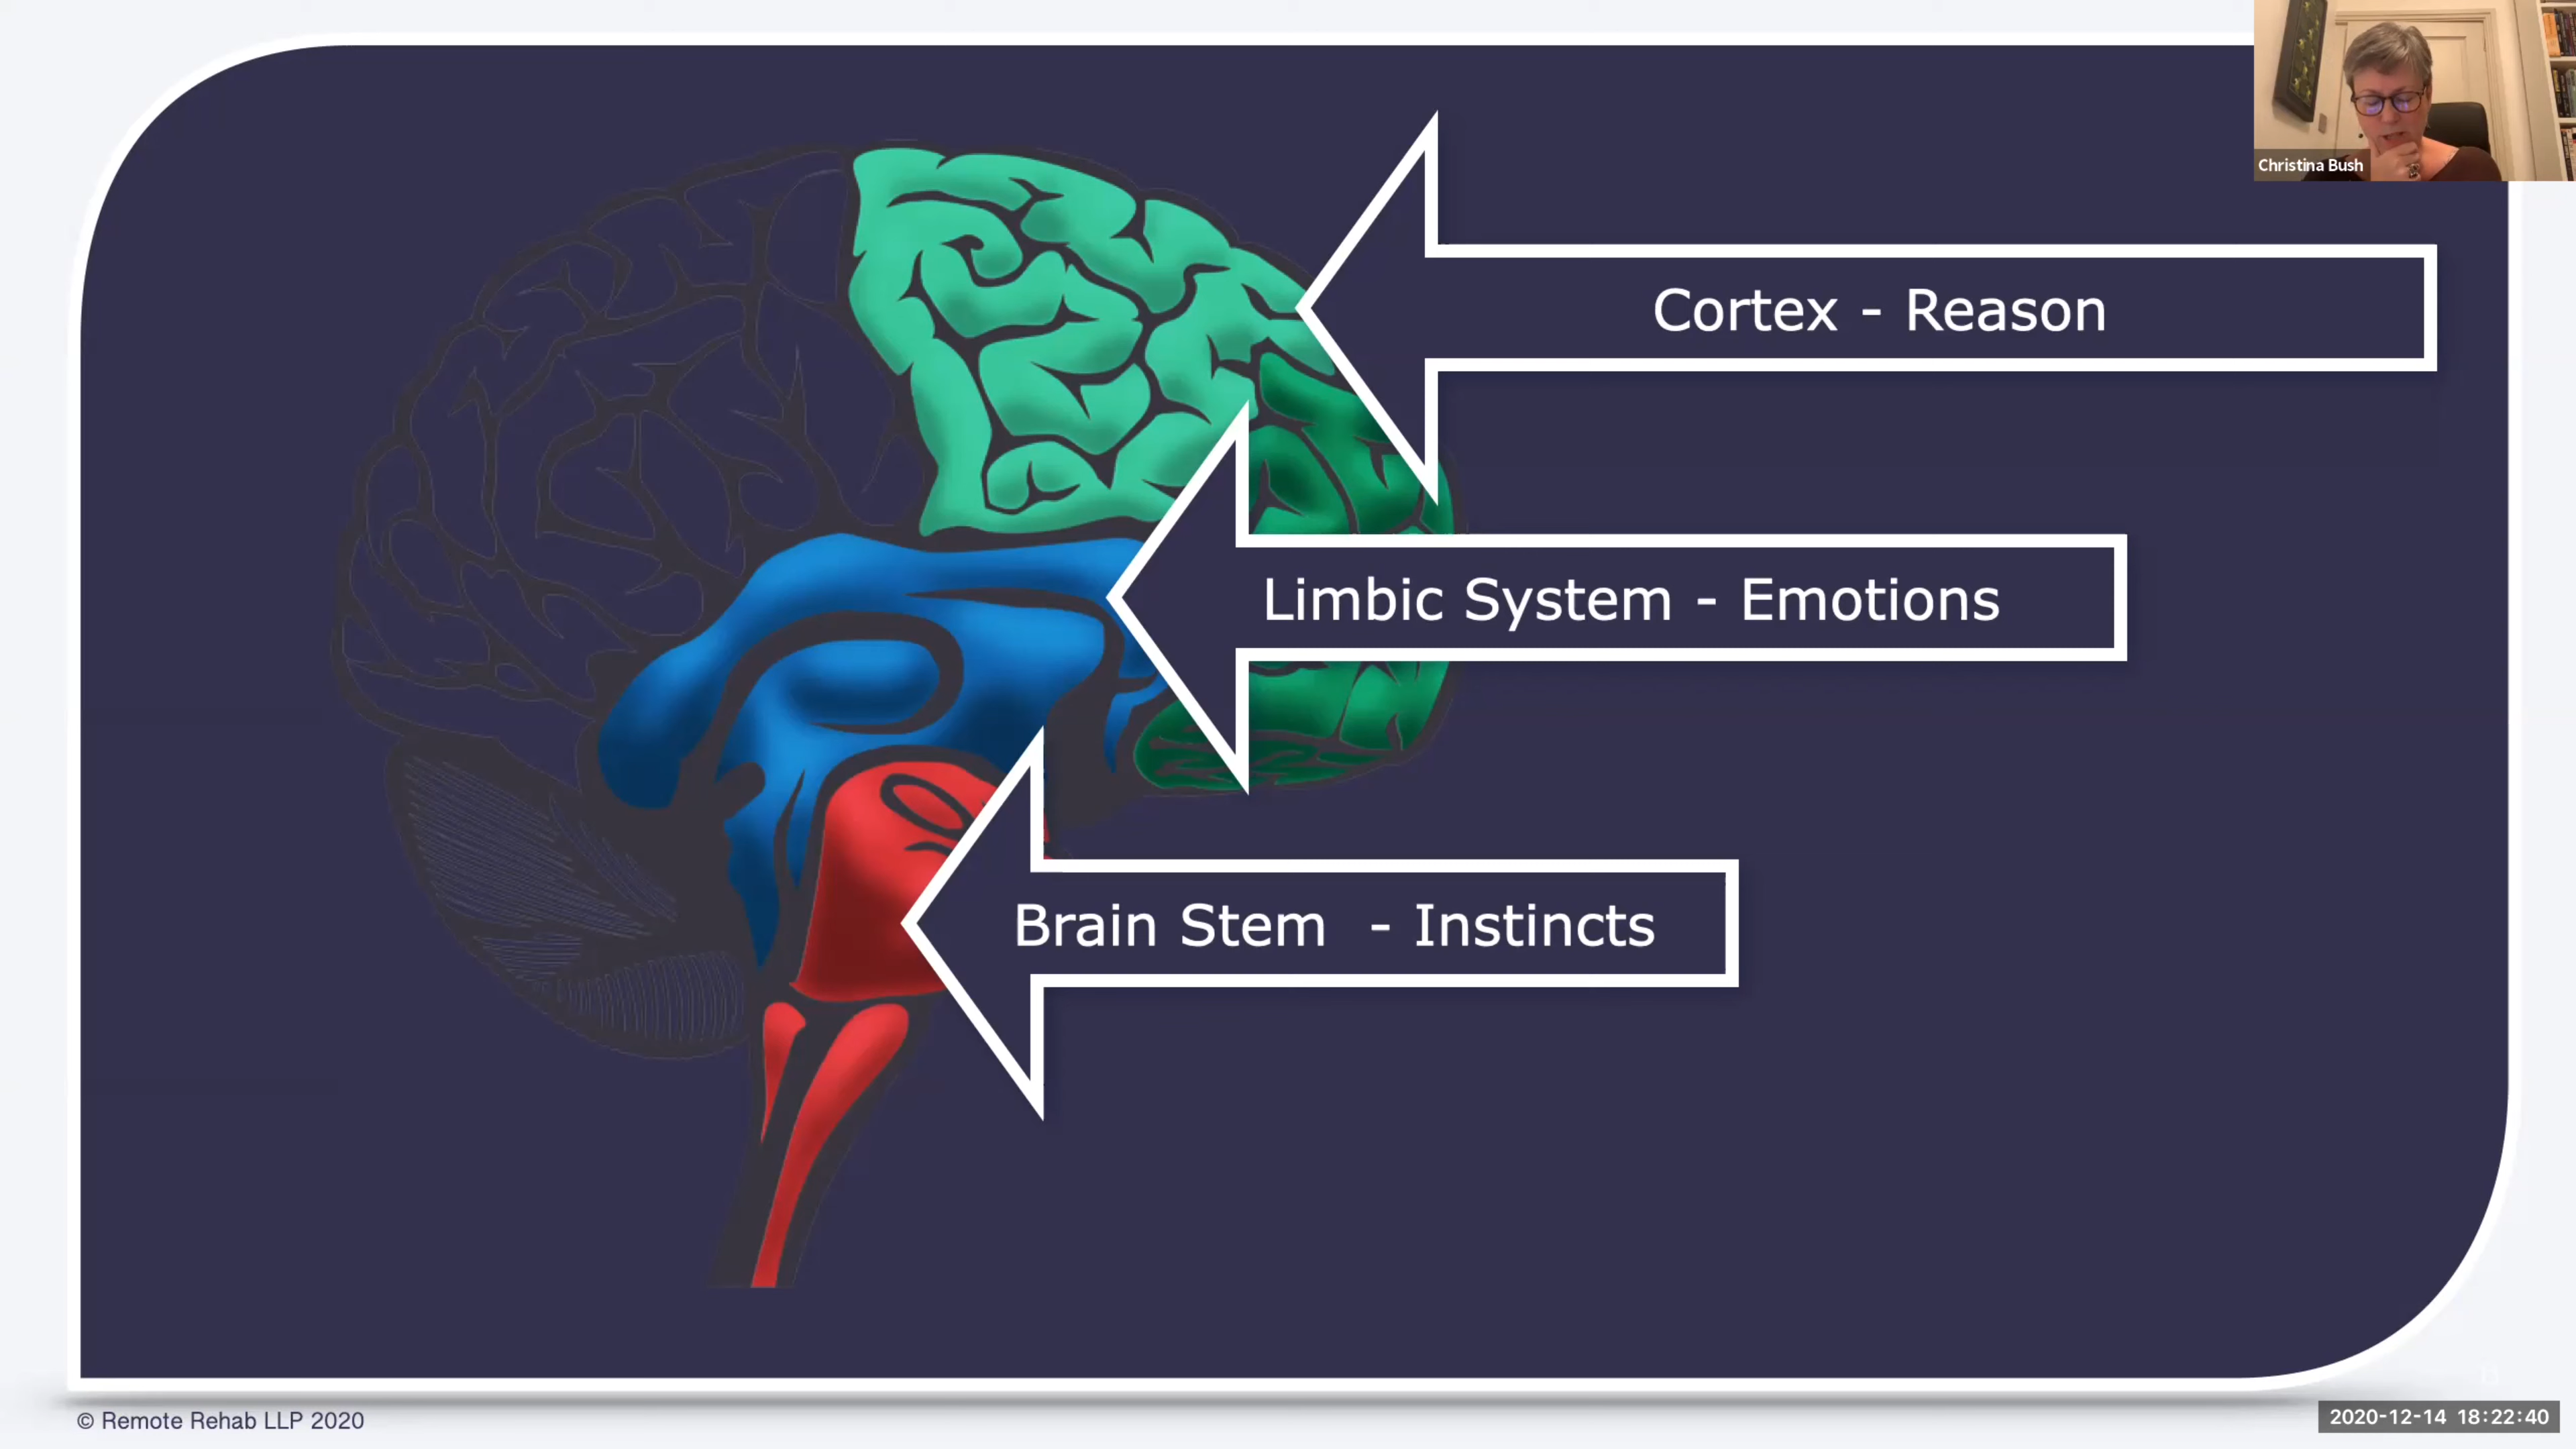 Christina Bush
Cortex - Reason
Limbic System - Emotions
Brain Stem  - Instincts
© Remote Rehab LLP 2020
2020-12-14 18:22:40